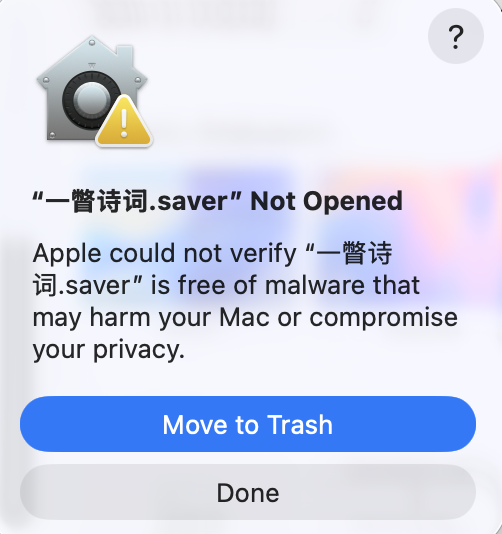 ?
“一瞥诗词.saver” Not Opened
Apple could not verify “一瞥诗
词.saver” is free of malware that
may harm your Mac or compromise
your privacy.
Move to Trash
Done